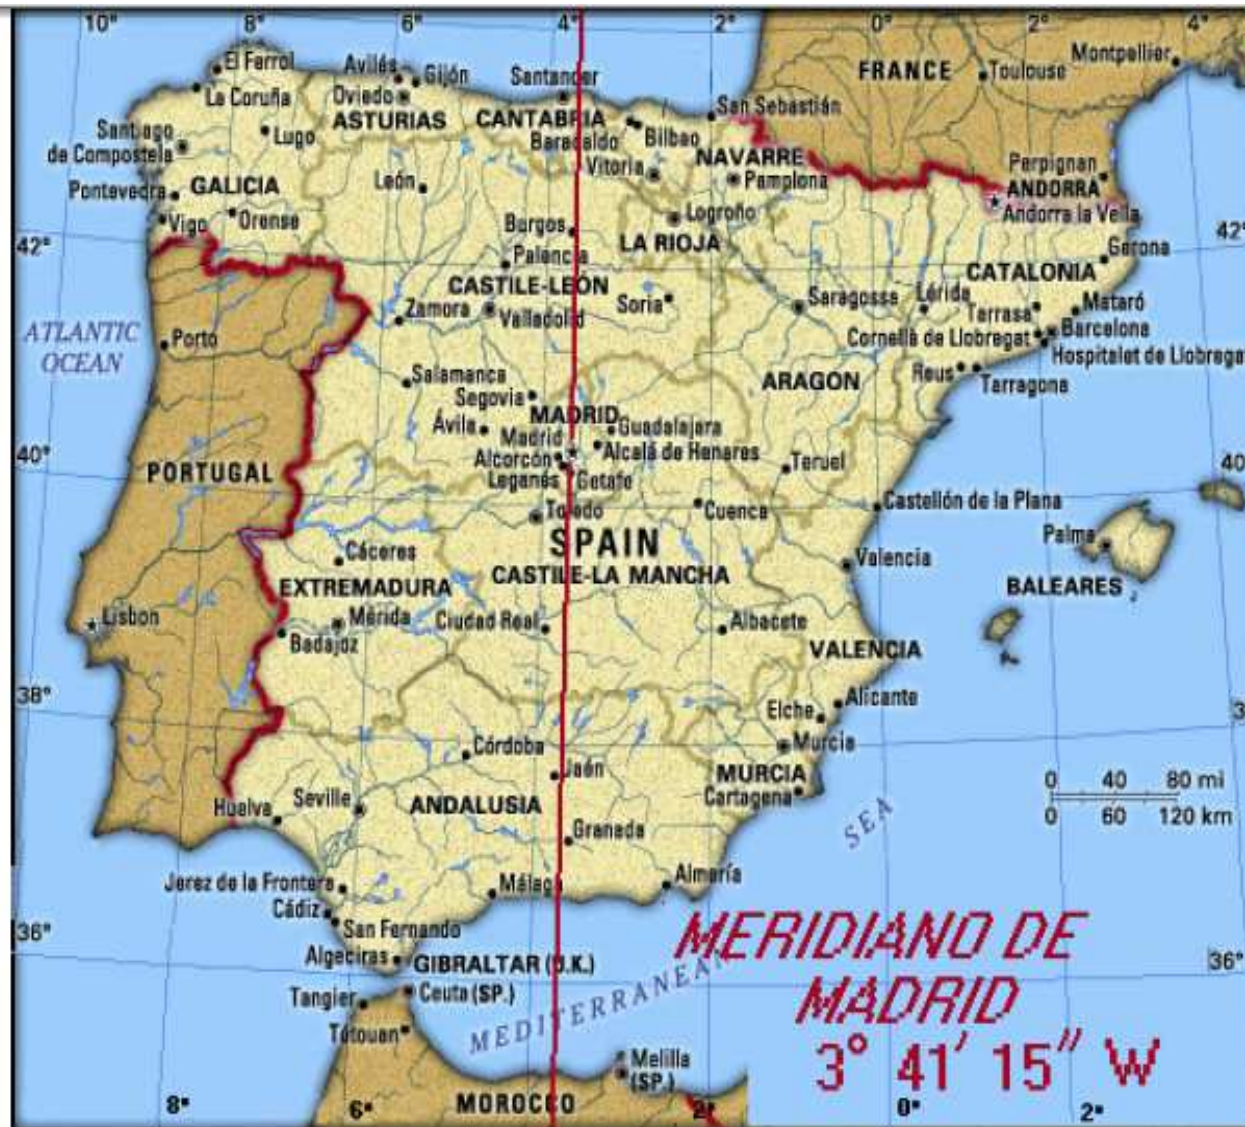 10° 8° 6° 4° 2° 0° 2° 4°
El Ferrol
La Coruña
Avilés
Gijón
Oviedo
ASTURIAS
Santander
CANTABRIA
Baracaldo
Bilbao
San Sebastián
FRANCE
Toulouse
Montpellier
Santiago
de Compostela
Lugo
Vitoria
NAVARRE
Pamplona
Perpignan
ANDORRA
Andorra la Vella
Pontevedra
GALICIA
León
Vigo
Orense
Burgos
Logroño
LA RIOJA
42°
42°
Palencia
Gerona
CATALONIA
CASTILE-LEÓN
Zamora
Valladolid
Soria
Saragossa
Lérida
Tarrasa
Mataró
Barcelona
Cornellà de Llobregat
Hospitalet de Llobregat
ATLANTIC
OCEAN
Porto
Salamanca
Segovia
ARAGON
Reus
Tarragona
MADRID
Ávila
Guadalajara
Madrid
Alcalá de Henares
Alcorcón
Leganés
Getafe
Teruel
40°
40
PORTUGAL
Toledo
Cuenca
Castellón de la Plana
SPAIN
Palma
Cáceres
CASTILE-LA MANCHA
Valencia
EXTREMADURA
BALEARES
Lisbon
Mérida
Ciudad Real
Albacete
Badajoz
VALENCIA
38°
3
Alicante
Elche
Córdoba
Murcia
Jaén
MURCIA
Cartagena
0 40 80 mi
0 60 120 km
Huelva
Seville
ANDALUSIA
Granada
SEA
Jerez de la Frontera
Málaga
Almería
Cádiz
San Fernando
36°
36°
Algeciras
GIBRALTAR (U.K.)
MEDITERRANEAN
Tangier
Ceuta (SP.)
Tétouan
Melilla
(SP.)
MOROCCO
MERIDIANO DE
MADRID
3° 41' 15" W
8° 6° 2° 0° 2°